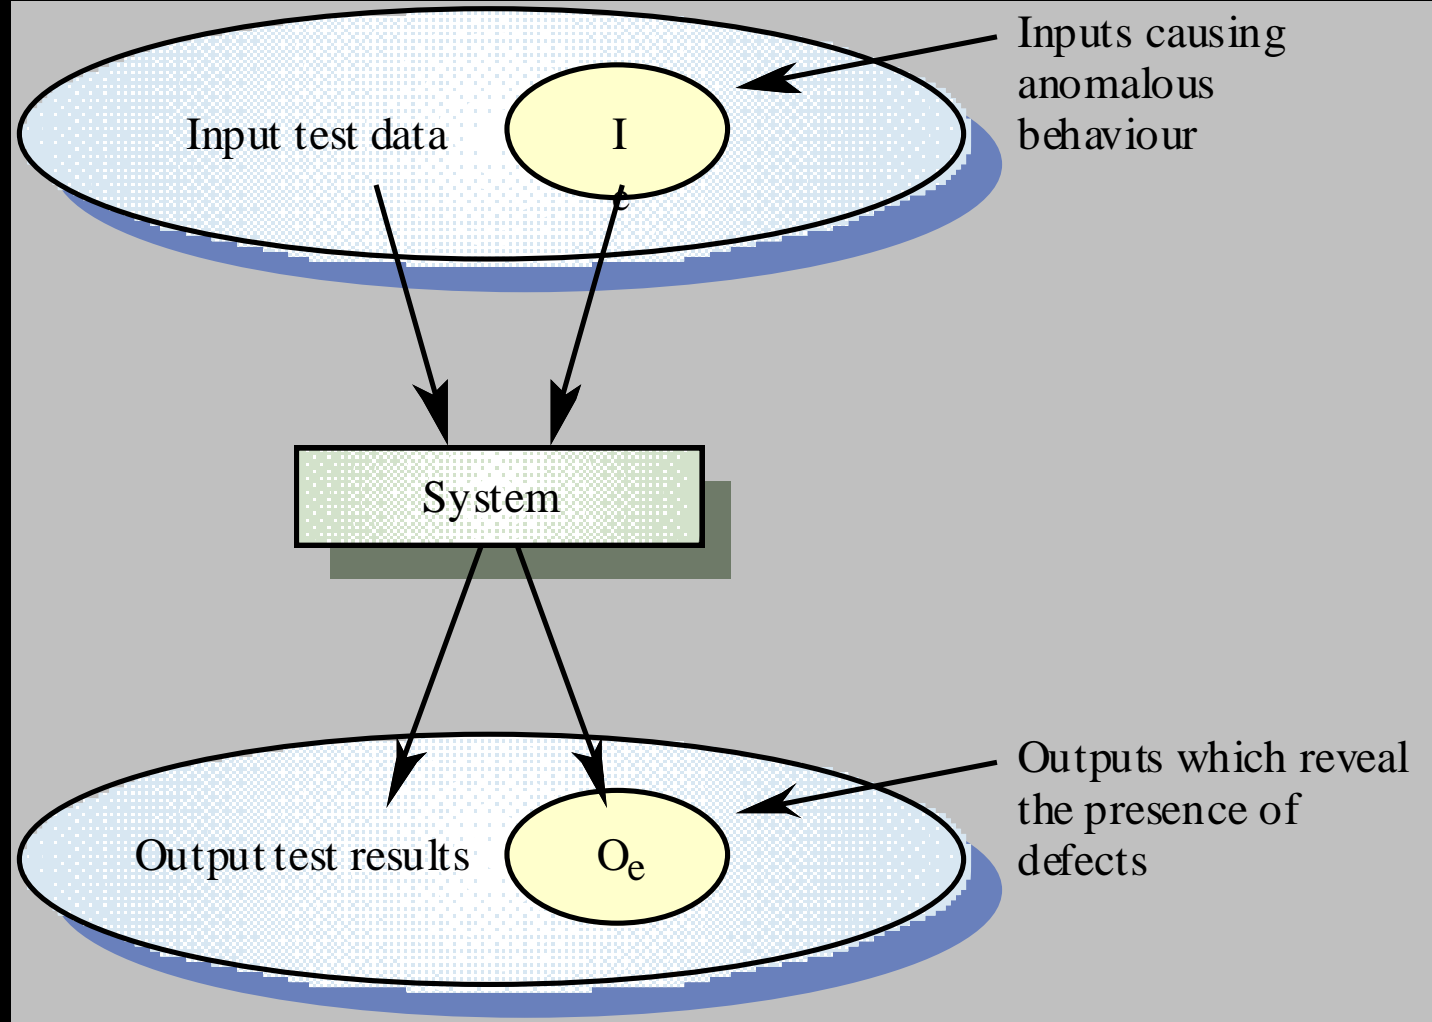 Inputs causing
anomalous
behaviour
Input test data
I
e
System
Outputs which reveal
the presence of
defects
Output test results
Oe